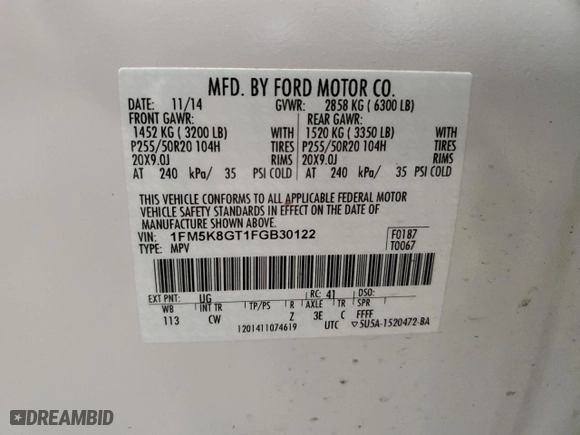 MFD. BY FORD MOTOR CO.
DATE: 11/14 GVWR: 2858 KG ( 6300 LB)
FRONT GAWR: REAR GAWR:
1452 KG ( 3200 LB) WITH 1520 KG ( 3350 LB) WITH
P255/50R20 104H TIRES P255/50R20 104H TIRES
20X9.0J RIMS 20X9.0J RIMS
AT 240 kPa/ 35 PSI COLD AT 240 kPa/ 35 PSI COLD
THIS VEHICLE CONFORMS TO ALL APPLICABLE FEDERAL MOTOR
VEHICLE SAFETY STANDARDS IN EFFECT ON THE DATE OF
MANUFACTURE SHOWN ABOVE.
VIN: 1FM5K8GT1FGB30122 F0187
TYPE: MPV T0067
EXT PNT: UG RC: 41 DSO:
WB INT TR TP/PS R AXLE TR SPR
113 CW Z 3E C FFFF
1201411074619 UTC 5U5A-1520472-BA
DREAMBID